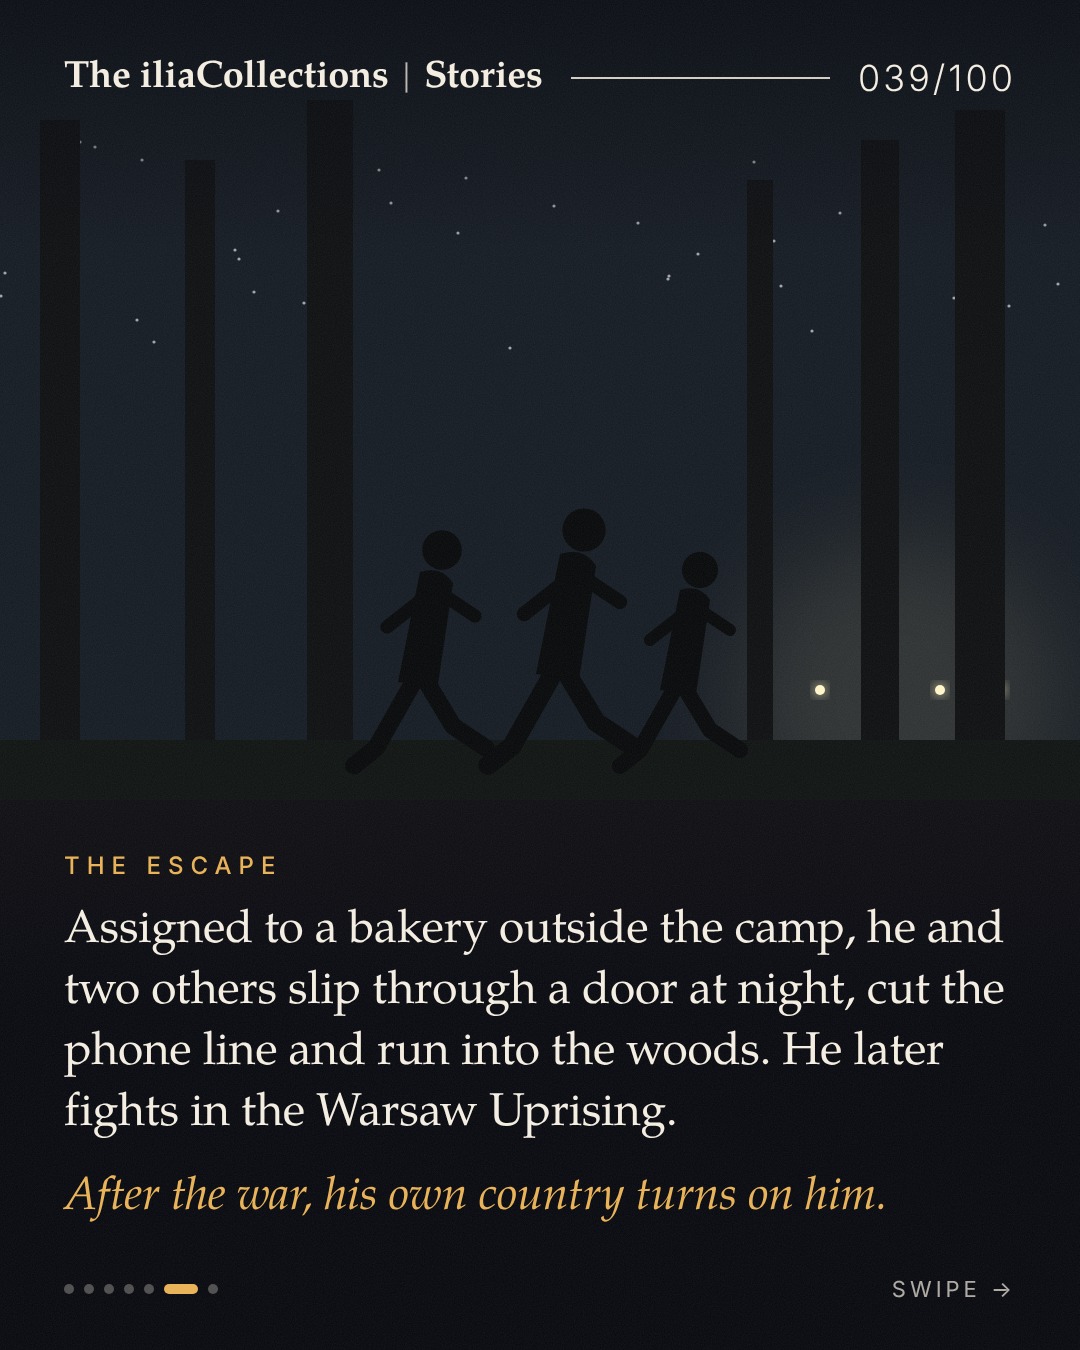 The iliaCollections | Stories 039/100
THE ESCAPE
Assigned to a bakery outside the camp, he and
two others slip through a door at night, cut the
phone line and run into the woods. He later
fights in the Warsaw Uprising.
After the war, his own country turns on him.
SWIPE →